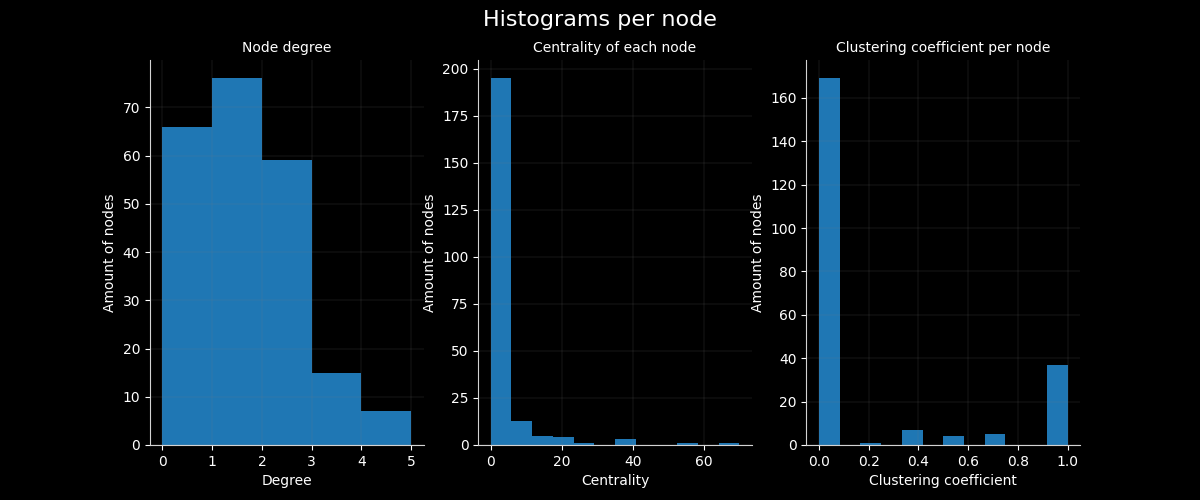 Histograms per node
Node degree
Amount of nodes
70
60
50
40
30
20
10
0
0 1 2 3 4 5
Degree
Centrality of each node
Amount of nodes
200
175
150
125
100
75
50
25
0
0 20 40 60
Centrality
Clustering coefficient per node
Amount of nodes
160
140
120
100
80
60
40
20
0
0.0 0.2 0.4 0.6 0.8 1.0
Clustering coefficient